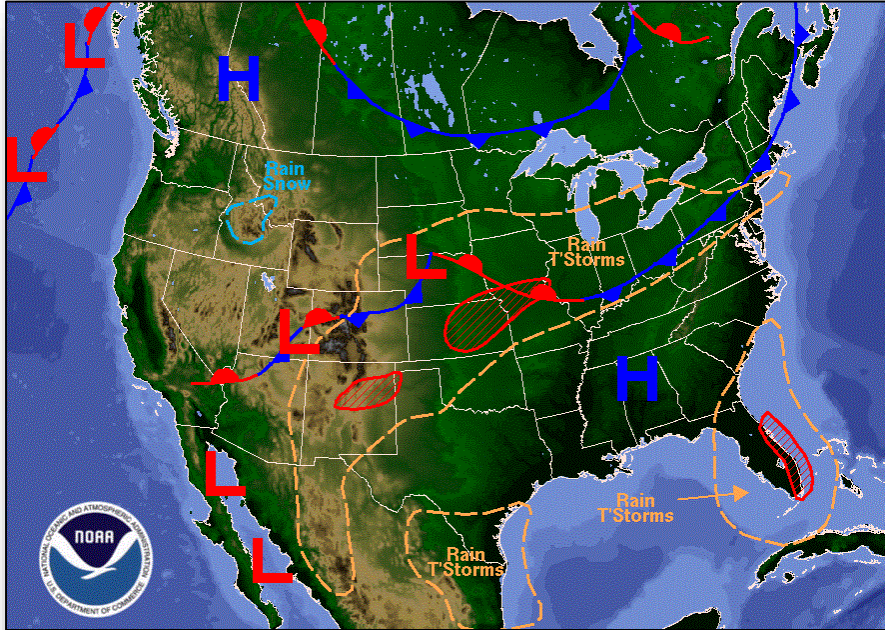 L
H
L
Rain
Snow
L
Rain
T'Storms
L
H
L
Rain
T'Storms
L
Rain
T'Storms
NATIONAL OCEANIC AND ATMOSPHERIC ADMINISTRATION
NOAA
U.S. DEPARTMENT OF COMMERCE